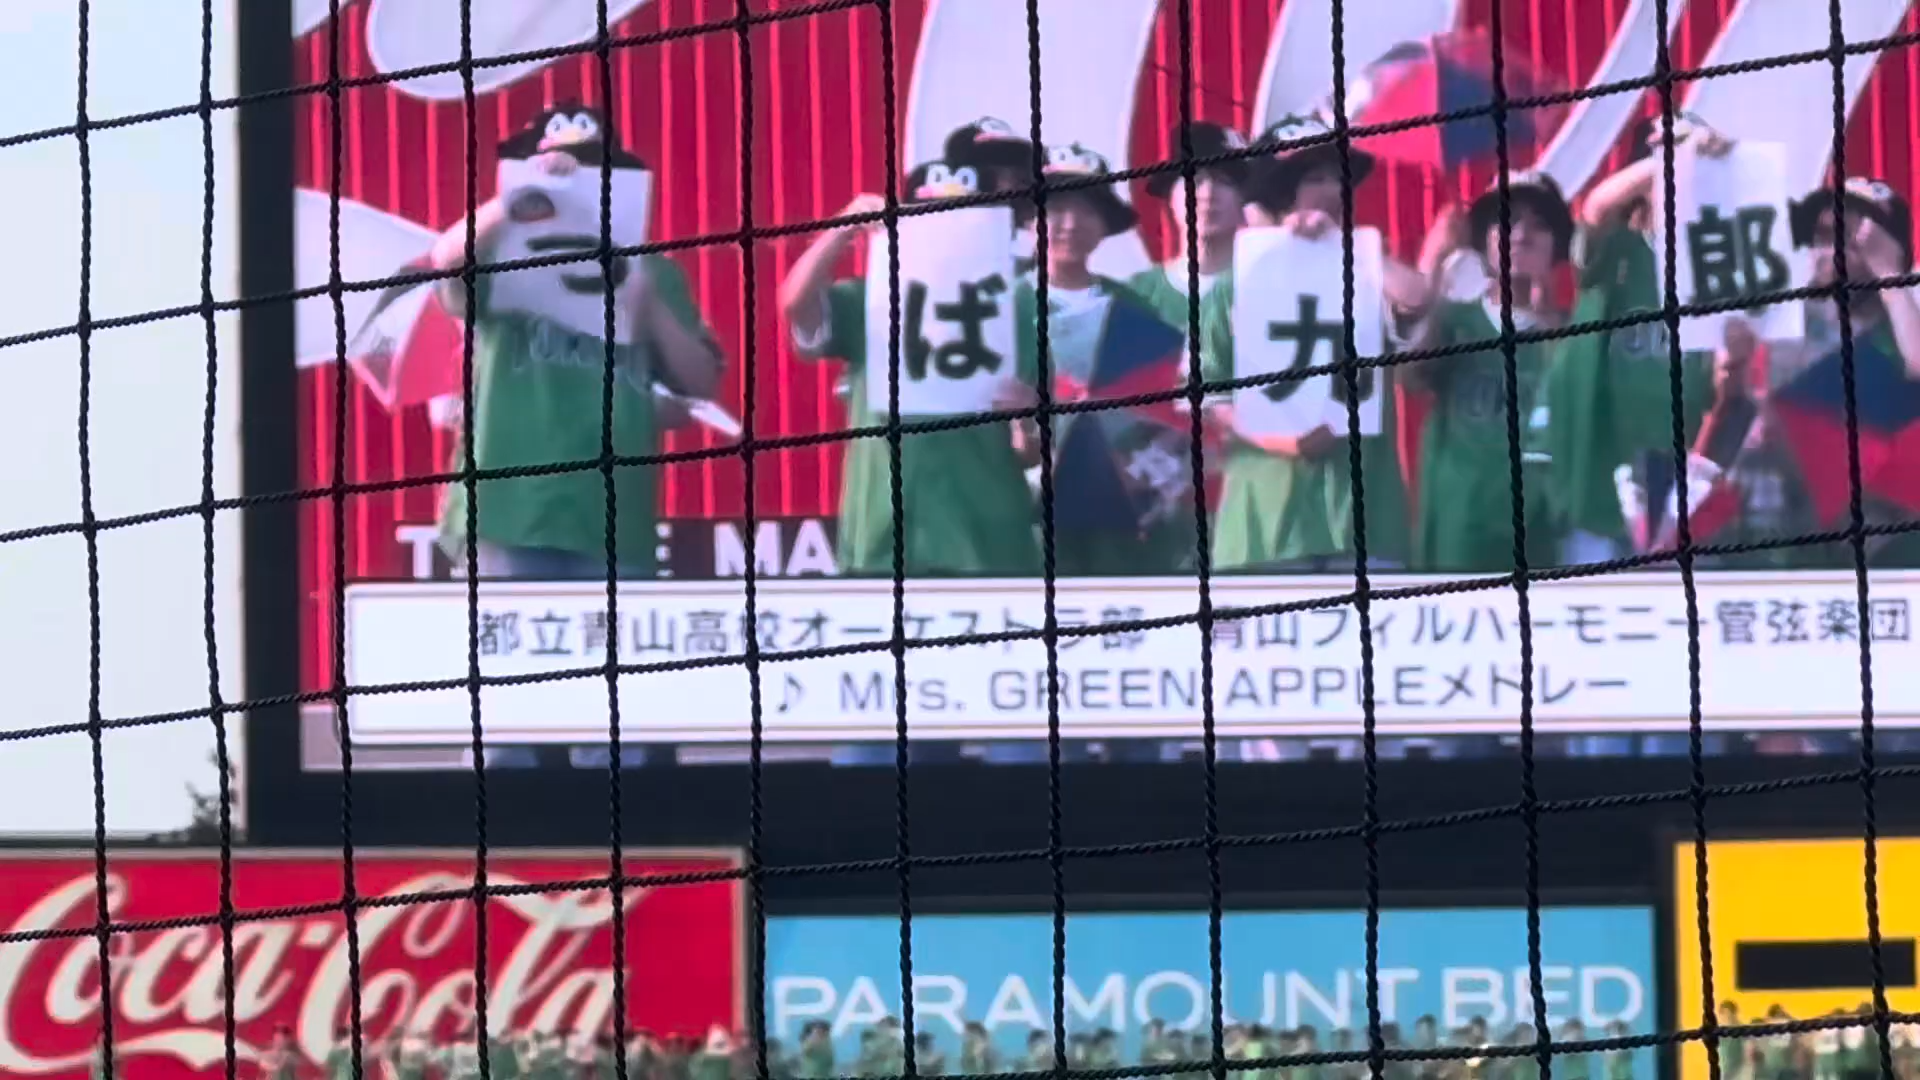 つ ば 九 郎
MA
都立青山高校オーケストラ部 青山フィルハーモニー管弦楽団
♪ Mrs. GREEN APPLEメドレー
Coca-Cola
PARAMOUNT BED